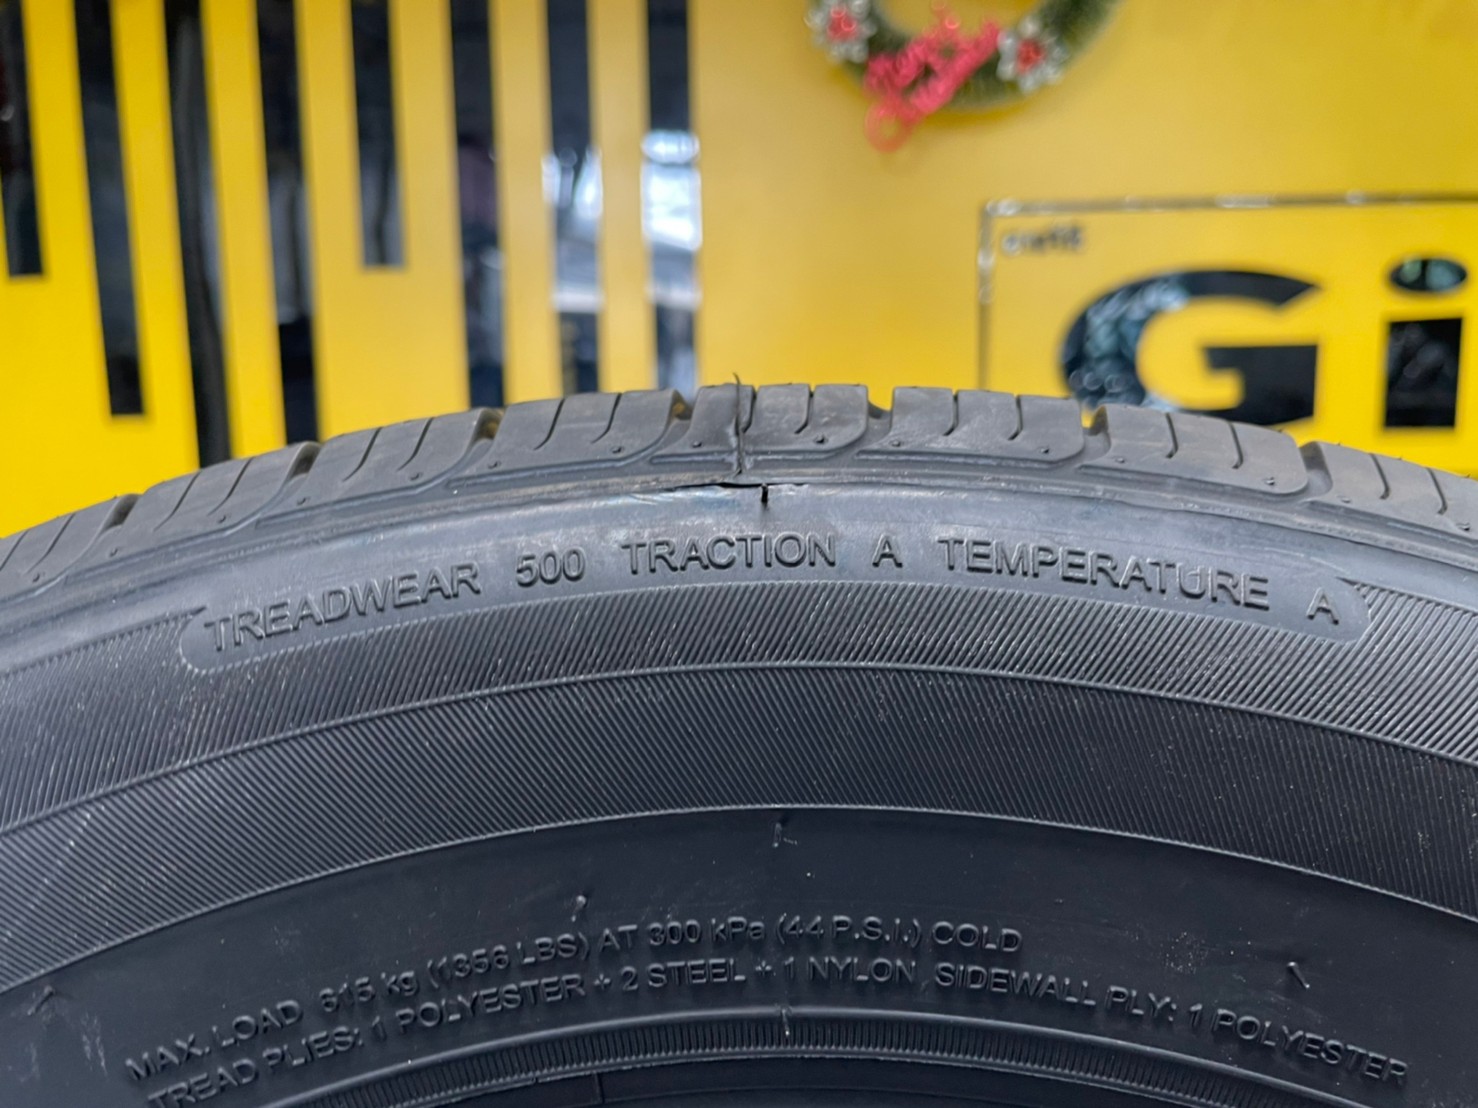 Gi
TREADWEAR 500 TRACTION A TEMPERATURE A
MAX. LOAD 615 kg (1356 LBS) AT 300 kPa (44 P.S.I.) COLD
TREAD PLIES: 1 POLYESTER + 2 STEEL + 1 NYLON, SIDEWALL PLY: 1 POLYESTER